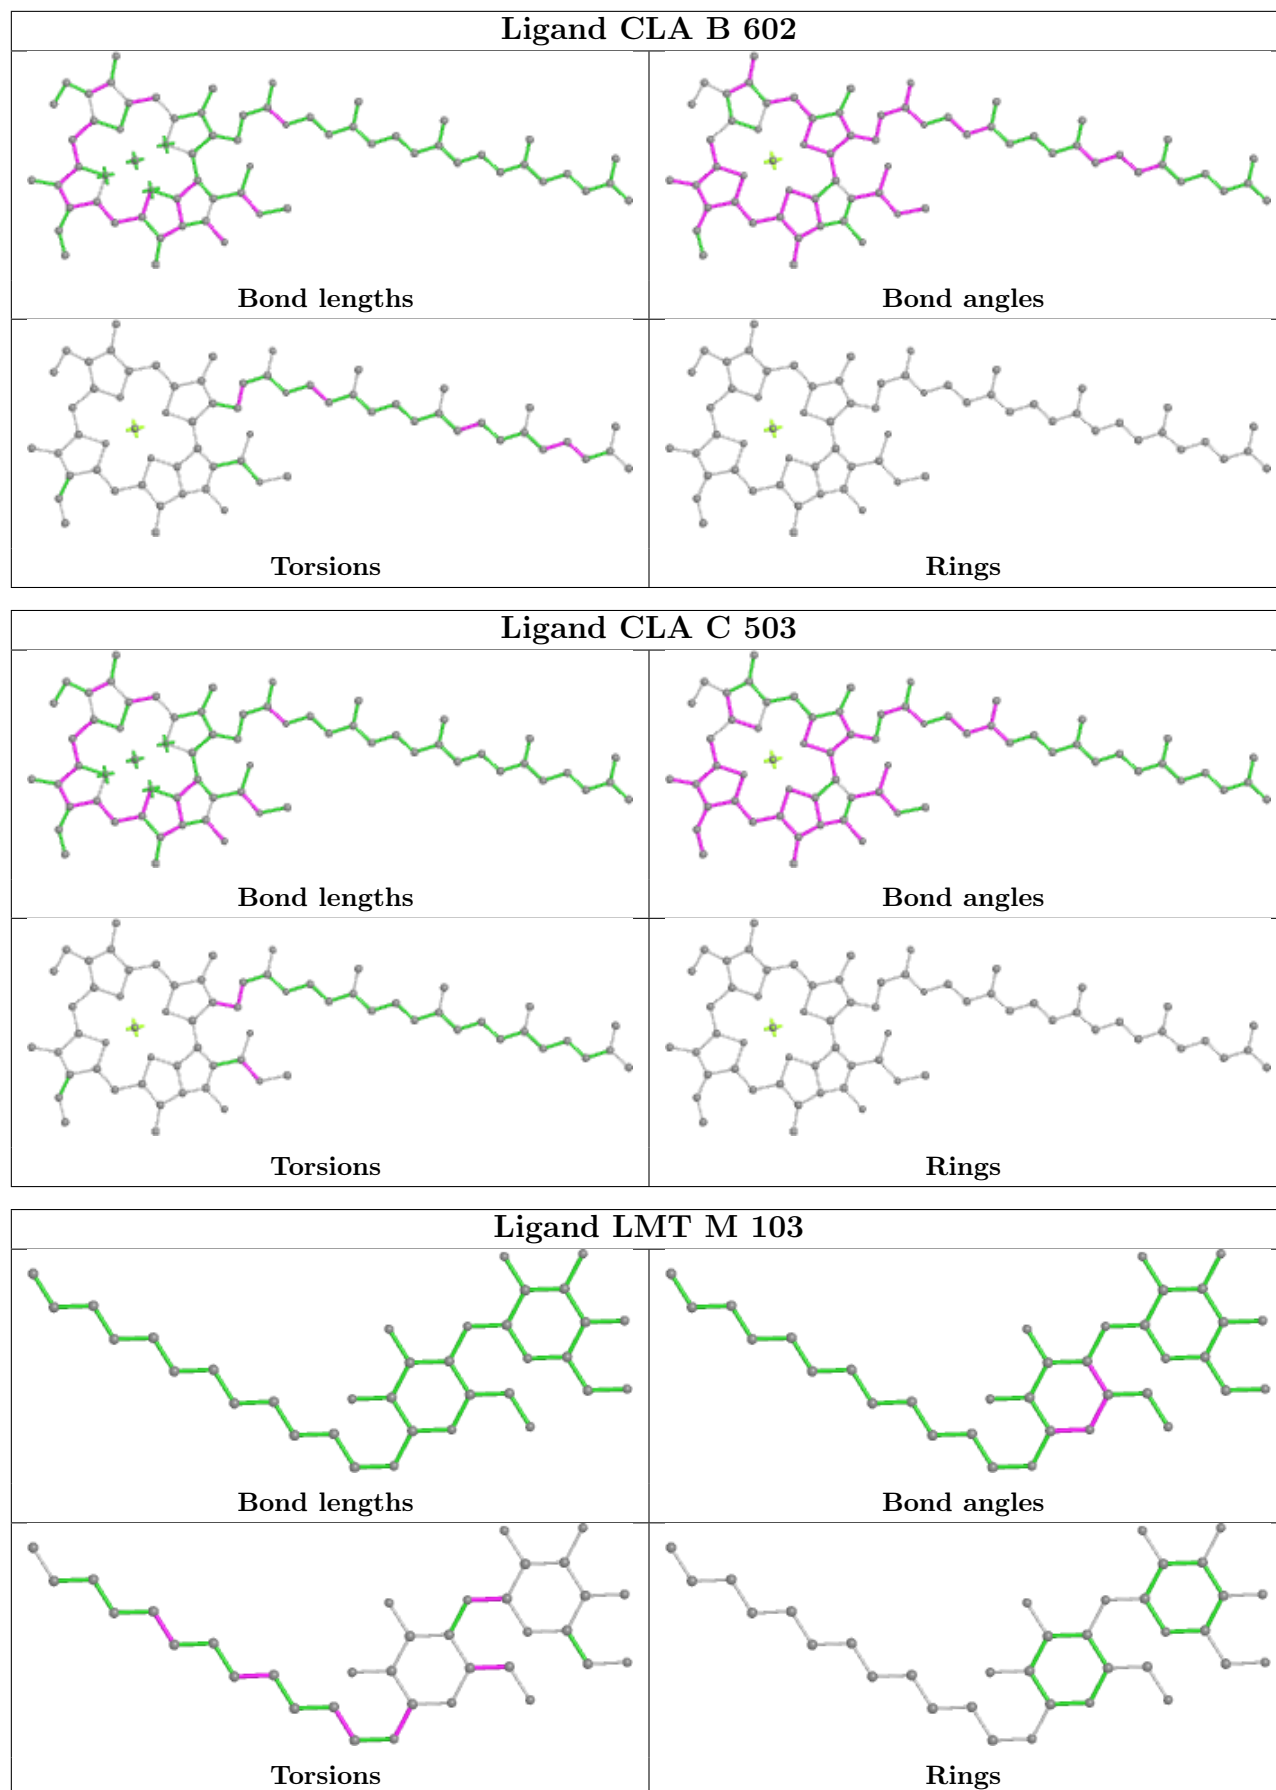 Ligand CLA B 602
Bond lengths
Bond angles
Torsions
Rings
Ligand CLA C 503
Bond lengths
Bond angles
Torsions
Rings
Ligand LMT M 103
Bond lengths
Bond angles
Torsions
Rings